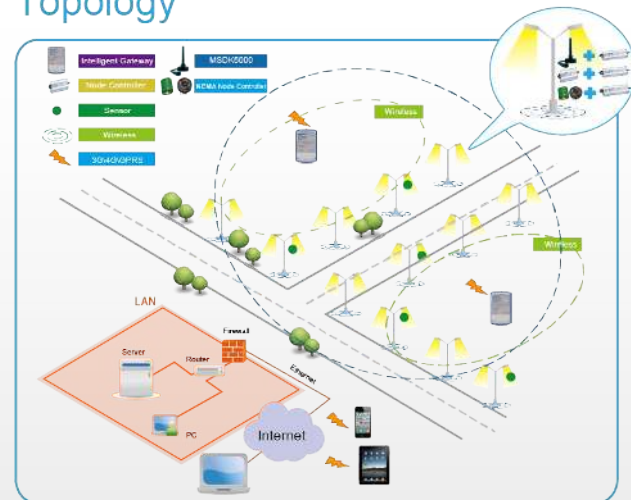 Topology
Intelligent Gateway
MSDK5000
Node Controller
NEMA Node Controller
Sensor
Wireless
3G\4G\GPRS
Wireless
Wireless
LAN
Firewall
Server
Router
Ethernet
PC
Internet